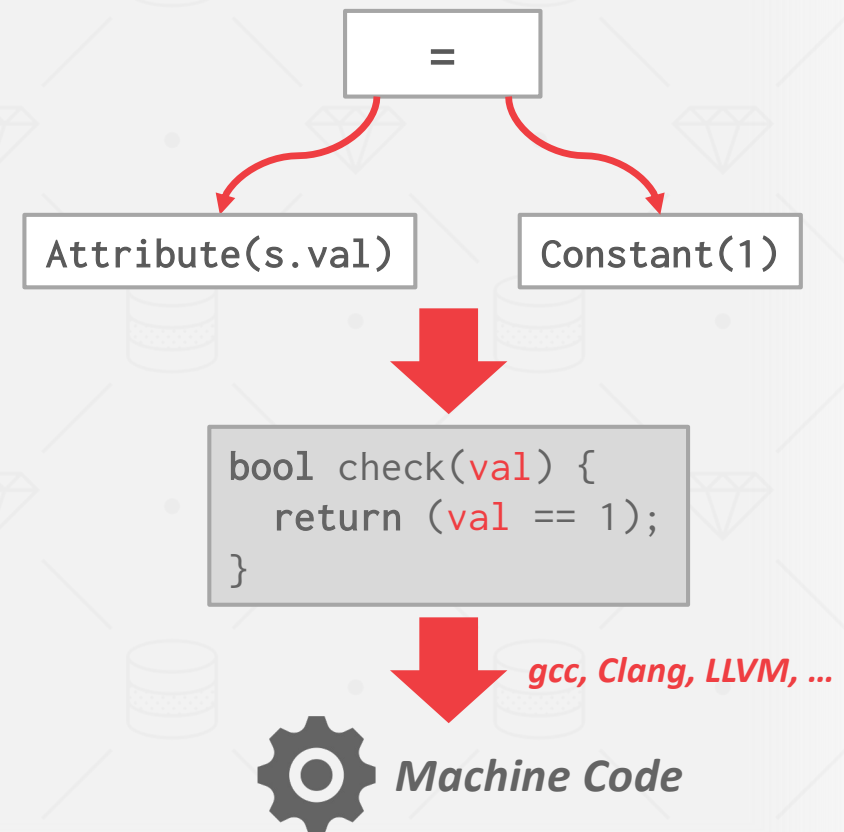 =
Attribute(s.val)
Constant(1)
bool check(val) {
  return (val == 1);
}
gcc, Clang, LLVM, …
Machine Code